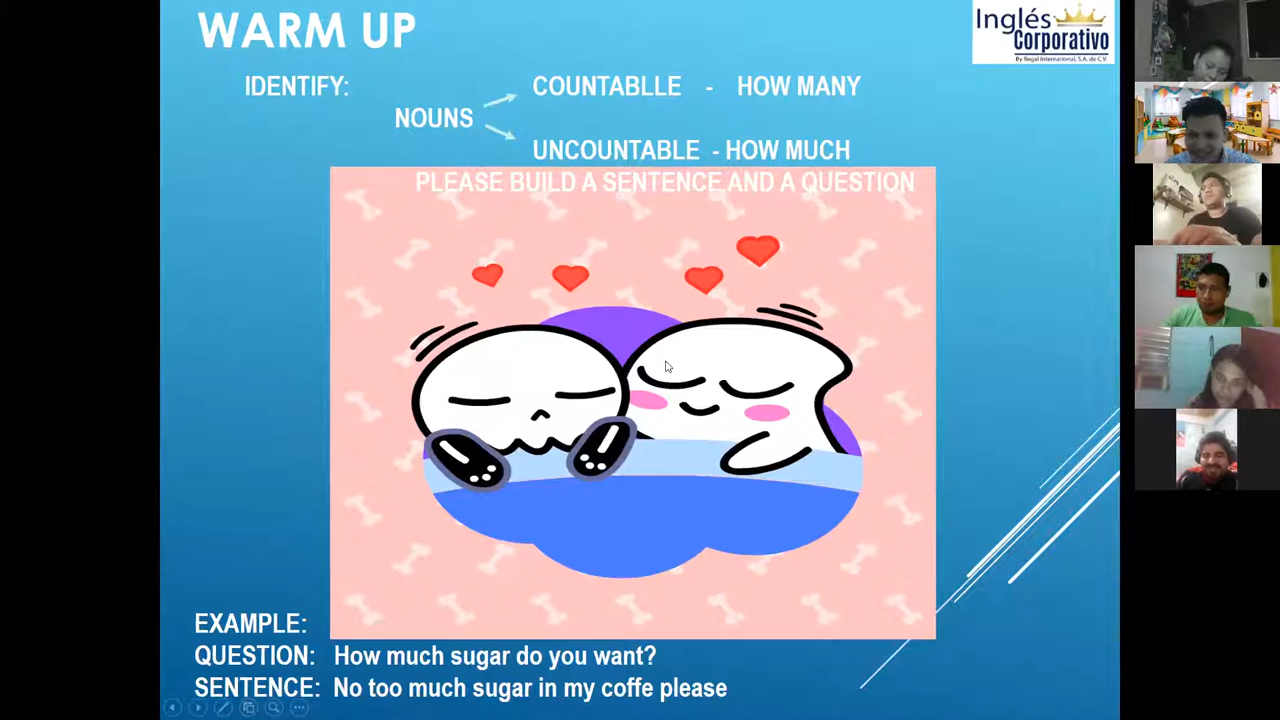 WARM UP
Inglés
Corporativo
By Regal International, S.A. de C.V.
IDENTIFY:
COUNTABLLE - HOW MANY
NOUNS
UNCOUNTABLE - HOW MUCH
PLEASE BUILD A SENTENCE AND A QUESTION
EXAMPLE:
QUESTION: How much sugar do you want?
SENTENCE: No too much sugar in my coffe please